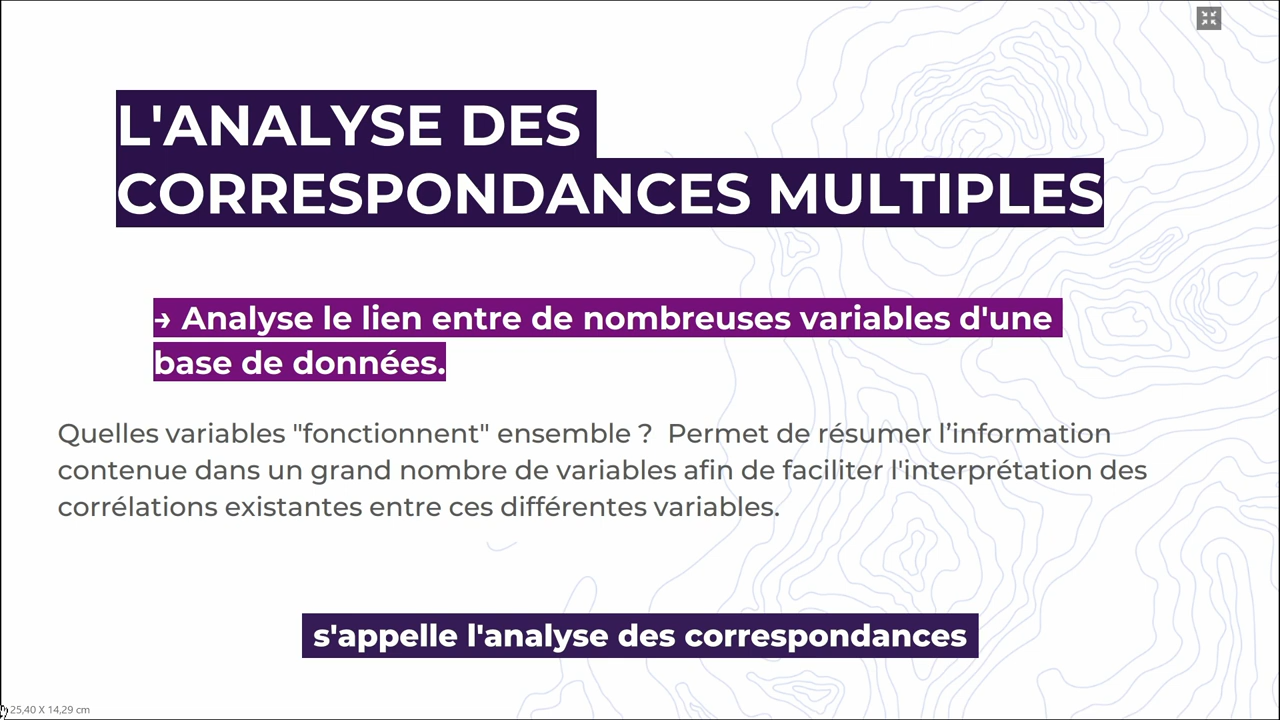 L'ANALYSE DES
CORRESPONDANCES MULTIPLES
→ Analyse le lien entre de nombreuses variables d'une
base de données.
Quelles variables "fonctionnent" ensemble ?  Permet de résumer l’information
contenue dans un grand nombre de variables afin de faciliter l'interprétation des
corrélations existantes entre ces différentes variables.
s'appelle l'analyse des correspondances
25,40 X 14,29 cm